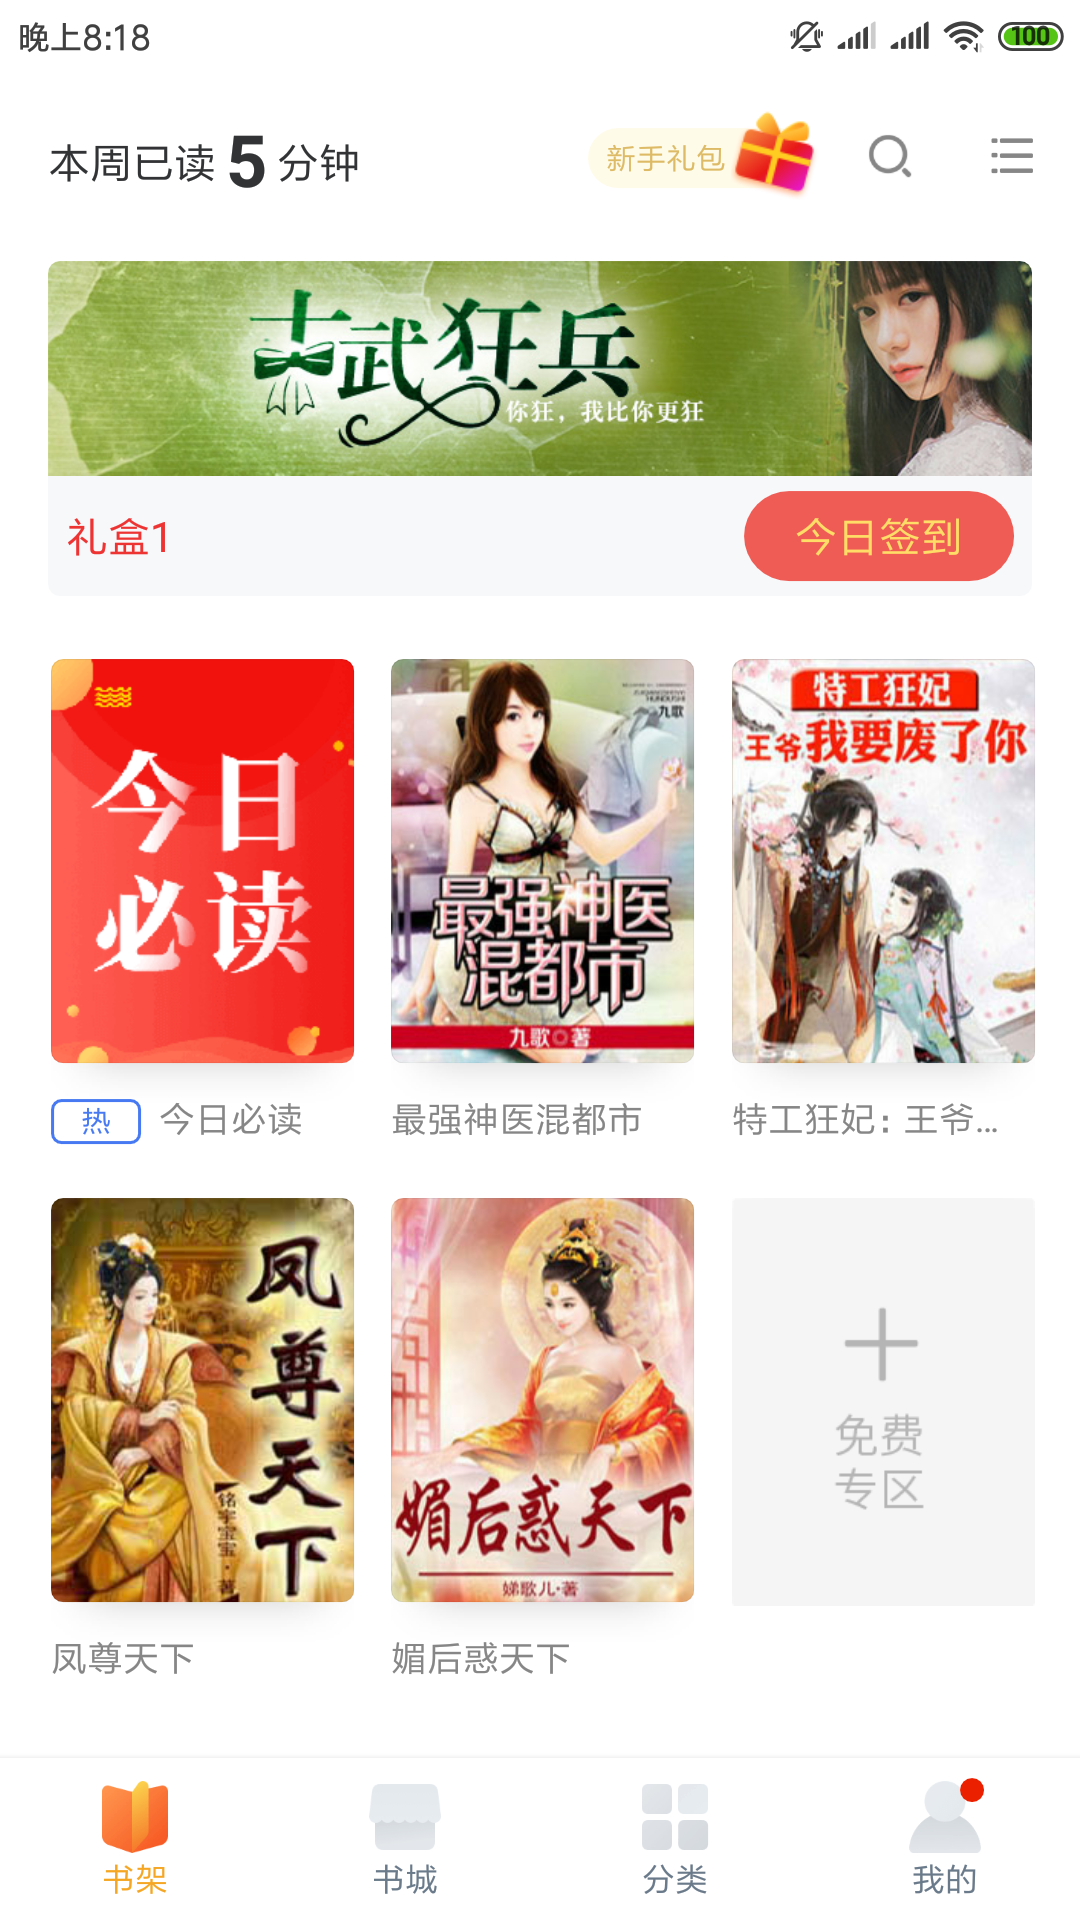 晚上8:18
100
本周已读 5 分钟
新手礼包
古武狂兵
你狂，我比你更狂
礼盒1
今日签到
今日
必读
九歌
最强神医
混都市
九歌◎著
特工狂妃
王爷我要废了你
热 今日必读
最强神医混都市
特工狂妃：王爷...
凤尊天下
铭宇宝宝·著
媚后惑天下
娣歌儿·著
免费
专区
凤尊天下
媚后惑天下
书架
书城
分类
我的